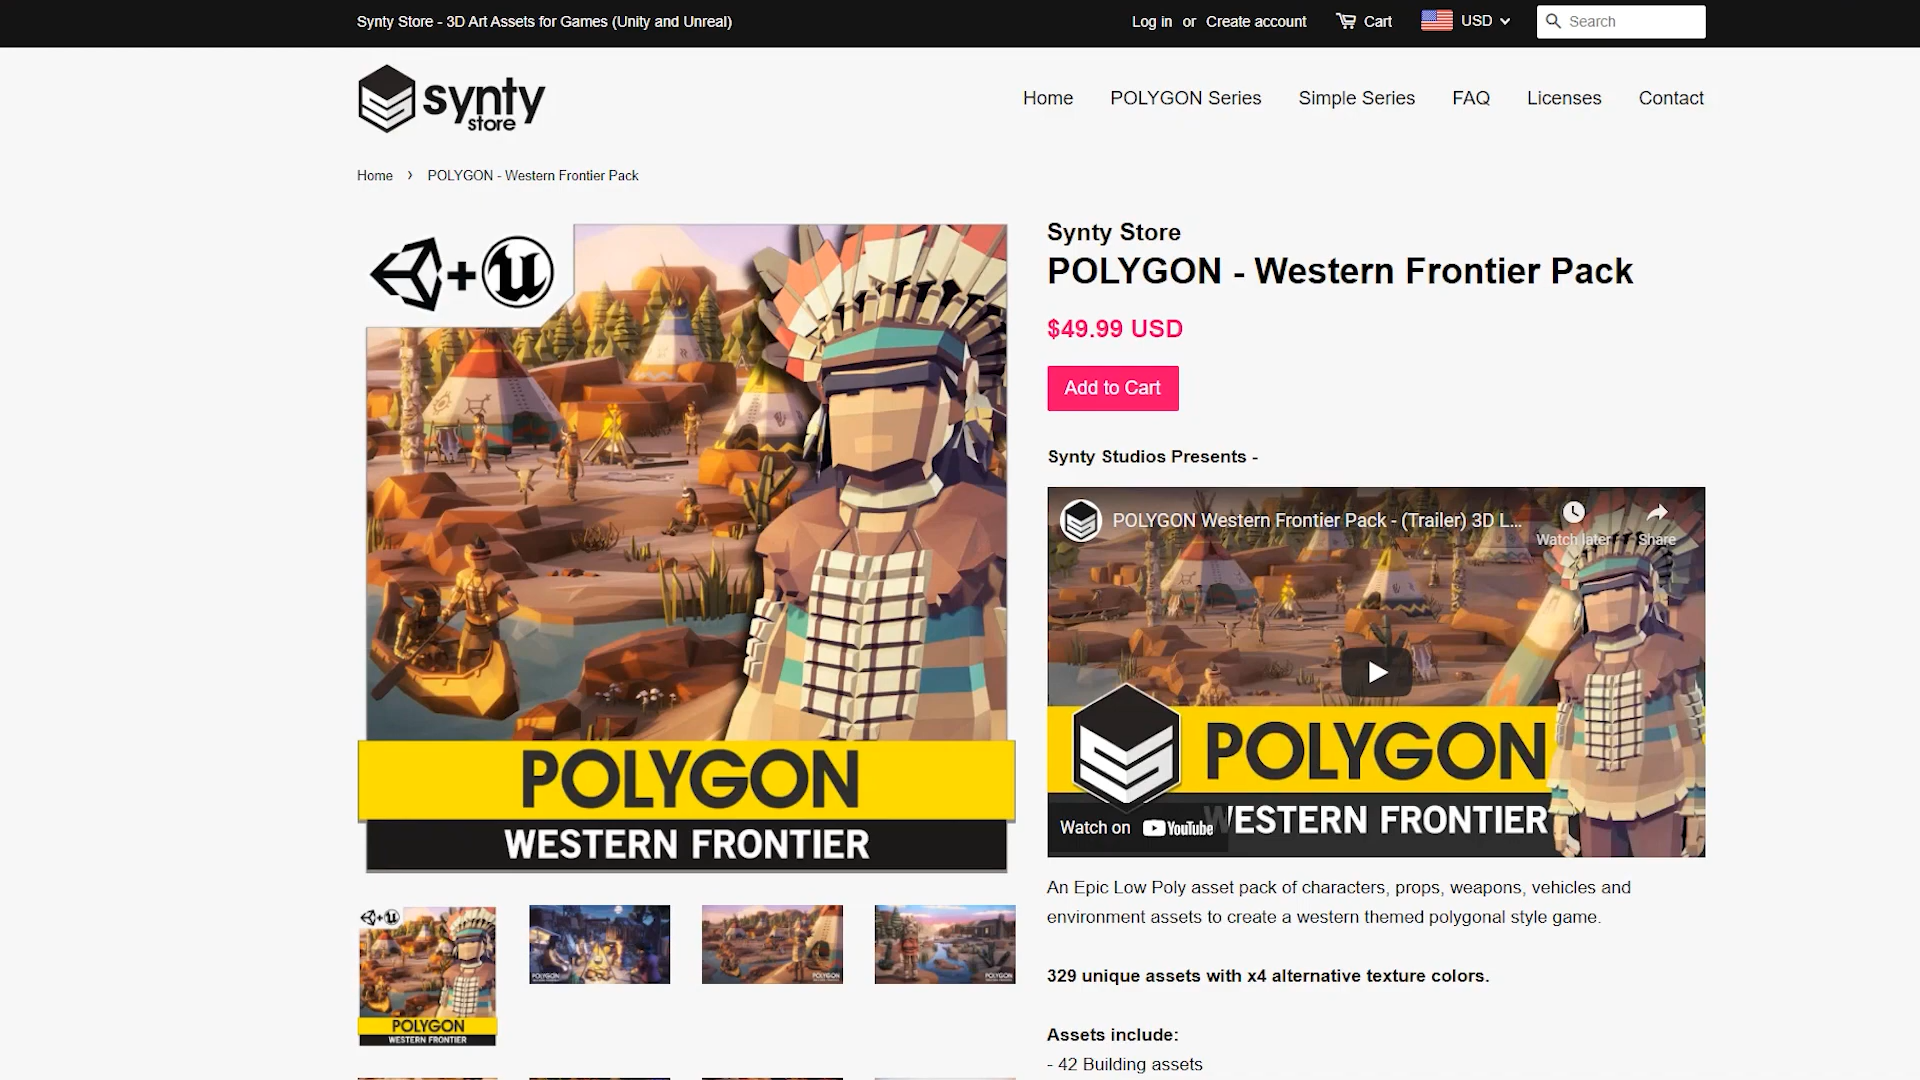 Synty Store - 3D Art Assets for Games (Unity and Unreal)
Log in or Create account
Cart
USD
Search
synty
store
Home
POLYGON Series
Simple Series
FAQ
Licenses
Contact
Home › POLYGON - Western Frontier Pack
Synty Store
POLYGON - Western Frontier Pack
$49.99 USD
Add to Cart
Synty Studios Presents -
POLYGON Western Frontier Pack - (Trailer) 3D L...
Watch later
Share
POLYGON
WESTERN FRONTIER
Watch on YouTube
POLYGON
WESTERN FRONTIER
An Epic Low Poly asset pack of characters, props, weapons, vehicles and
environment assets to create a western themed polygonal style game.
329 unique assets with x4 alternative texture colors.
Assets include:
- 42 Building assets
POLYGON
WESTERN FRONTIER
POLYGON
POLYGON
POLYGON